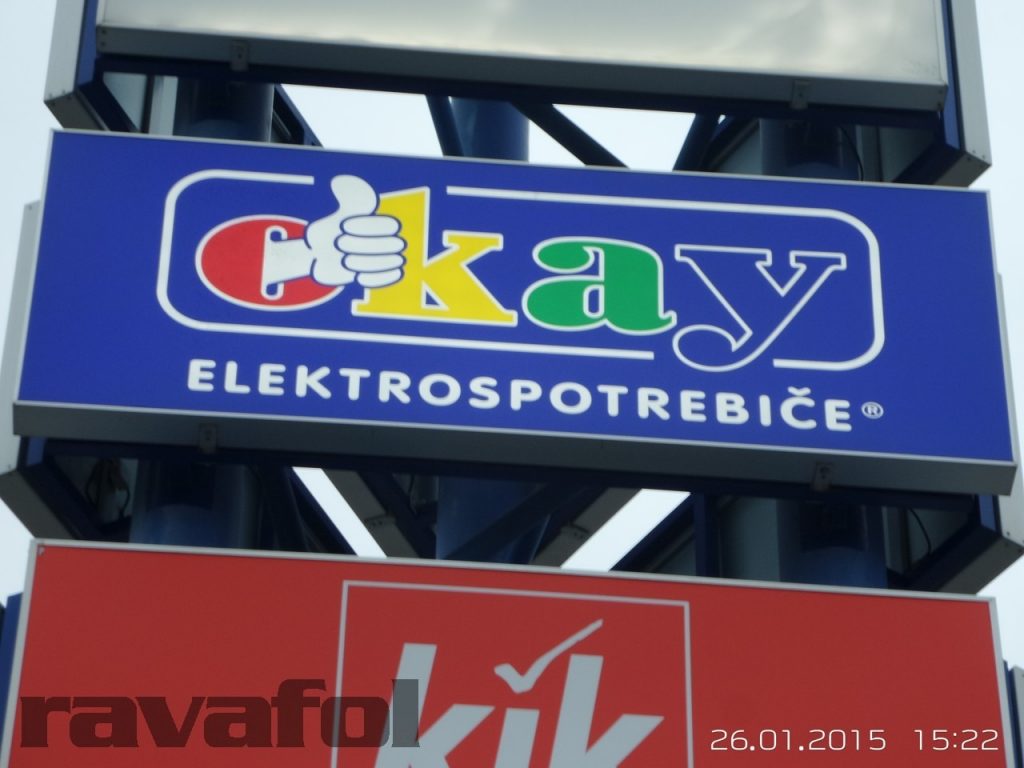 okay
ELEKTROSPOTREBIČE®
kik
ravafol
26.01.2015 15:22